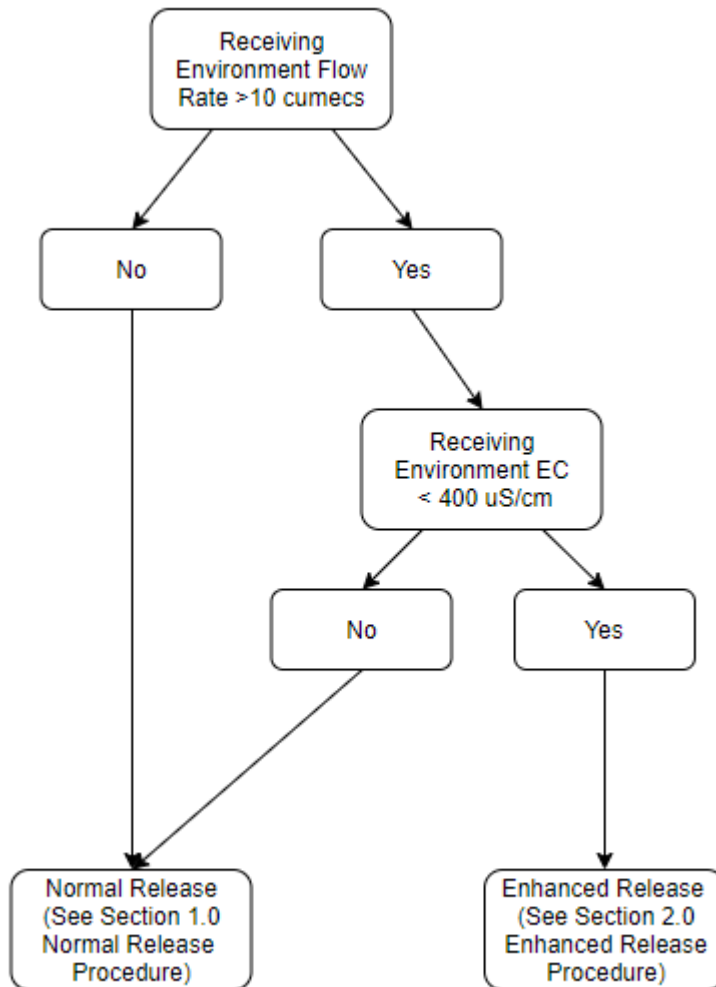 Receiving
Environment Flow
Rate >10 cumecs
No
Yes
Receiving
Environment EC
< 400 uS/cm
No
Yes
Normal Release
(See Section 1.0
Normal Release
Procedure)
Enhanced Release
(See Section 2.0
Enhanced Release
Procedure)